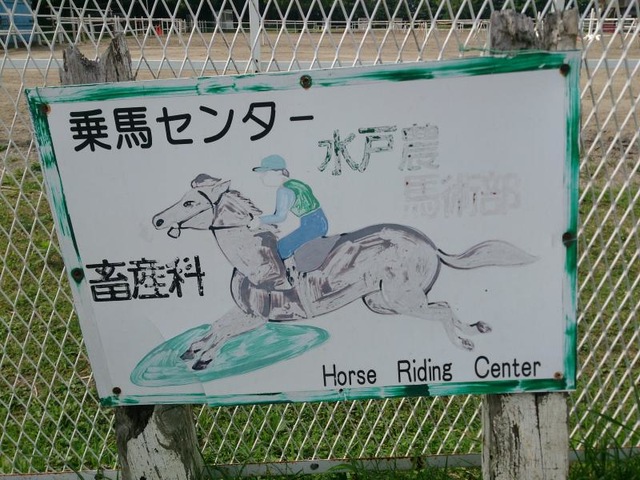 乗馬センター
水戸農
馬術部
畜産科
Horse Riding Center